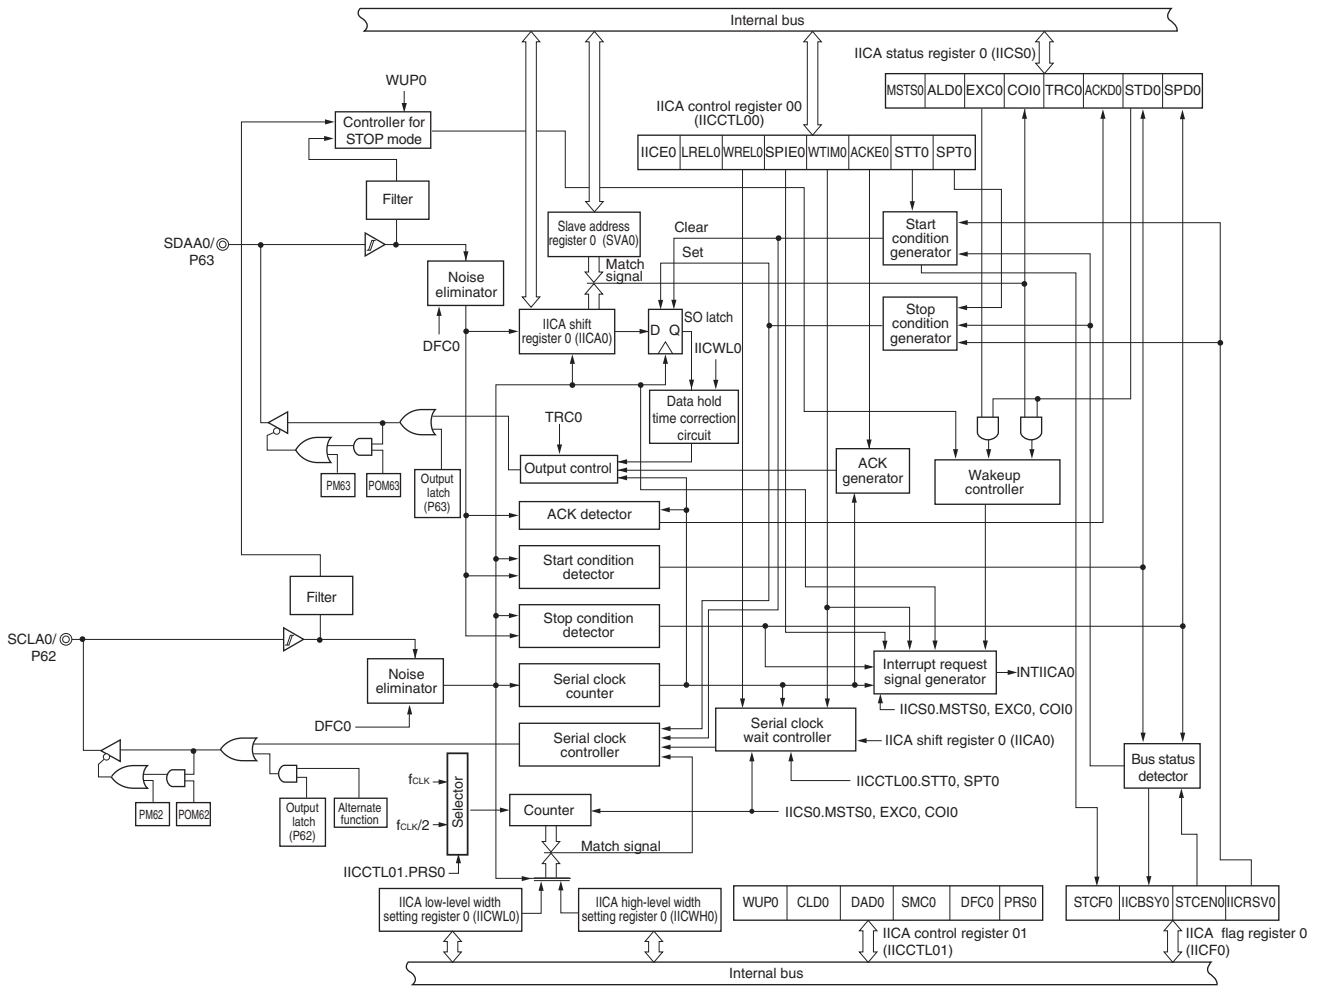 Internal bus
IICA status register 0 (IICS0)
MSTS0 ALD0 EXC0 COI0 TRC0 ACKD0 STD0 SPD0
WUP0
IICA control register 00
(IICCTL00)
IICE0 LREL0 WREL0 SPIE0 WTIM0 ACKE0 STT0 SPT0
Controller for
STOP mode
Filter
SDAA0/
P63
Slave address
register 0 (SVA0)
Clear
Set
Start
condition
generator
Match
signal
Noise
eliminator
DFC0
IICA shift
register 0 (IICA0)
SO latch
D Q
IICWL0
Stop
condition
generator
Data hold
time correction
circuit
TRC0
Output control
PM63
POM63
Output
latch
(P63)
ACK
generator
Wakeup
controller
ACK detector
Start condition
detector
Filter
Stop condition
detector
SCLA0/
P62
Noise
eliminator
DFC0
Serial clock
counter
Interrupt request
signal generator
INTIICA0
IICS0.MSTS0, EXC0, COI0
Serial clock
controller
Serial clock
wait controller
IICA shift register 0 (IICA0)
Bus status
detector
IICCTL00.STT0, SPT0
PM62
POM62
Output
latch
(P62)
Alternate
function
fCLK
fCLK/2
Selector
Counter
IICS0.MSTS0, EXC0, COI0
Match signal
IICCTL01.PRS0
IICA low-level width
setting register 0 (IICWL0)
IICA high-level width
setting register 0 (IICWH0)
WUP0 CLD0 DAD0 SMC0 DFC0 PRS0
STCF0 IICBSY0 STCEN0 IICRSV0
IICA control register 01
(IICCTL01)
IICA flag register 0
(IICF0)
Internal bus